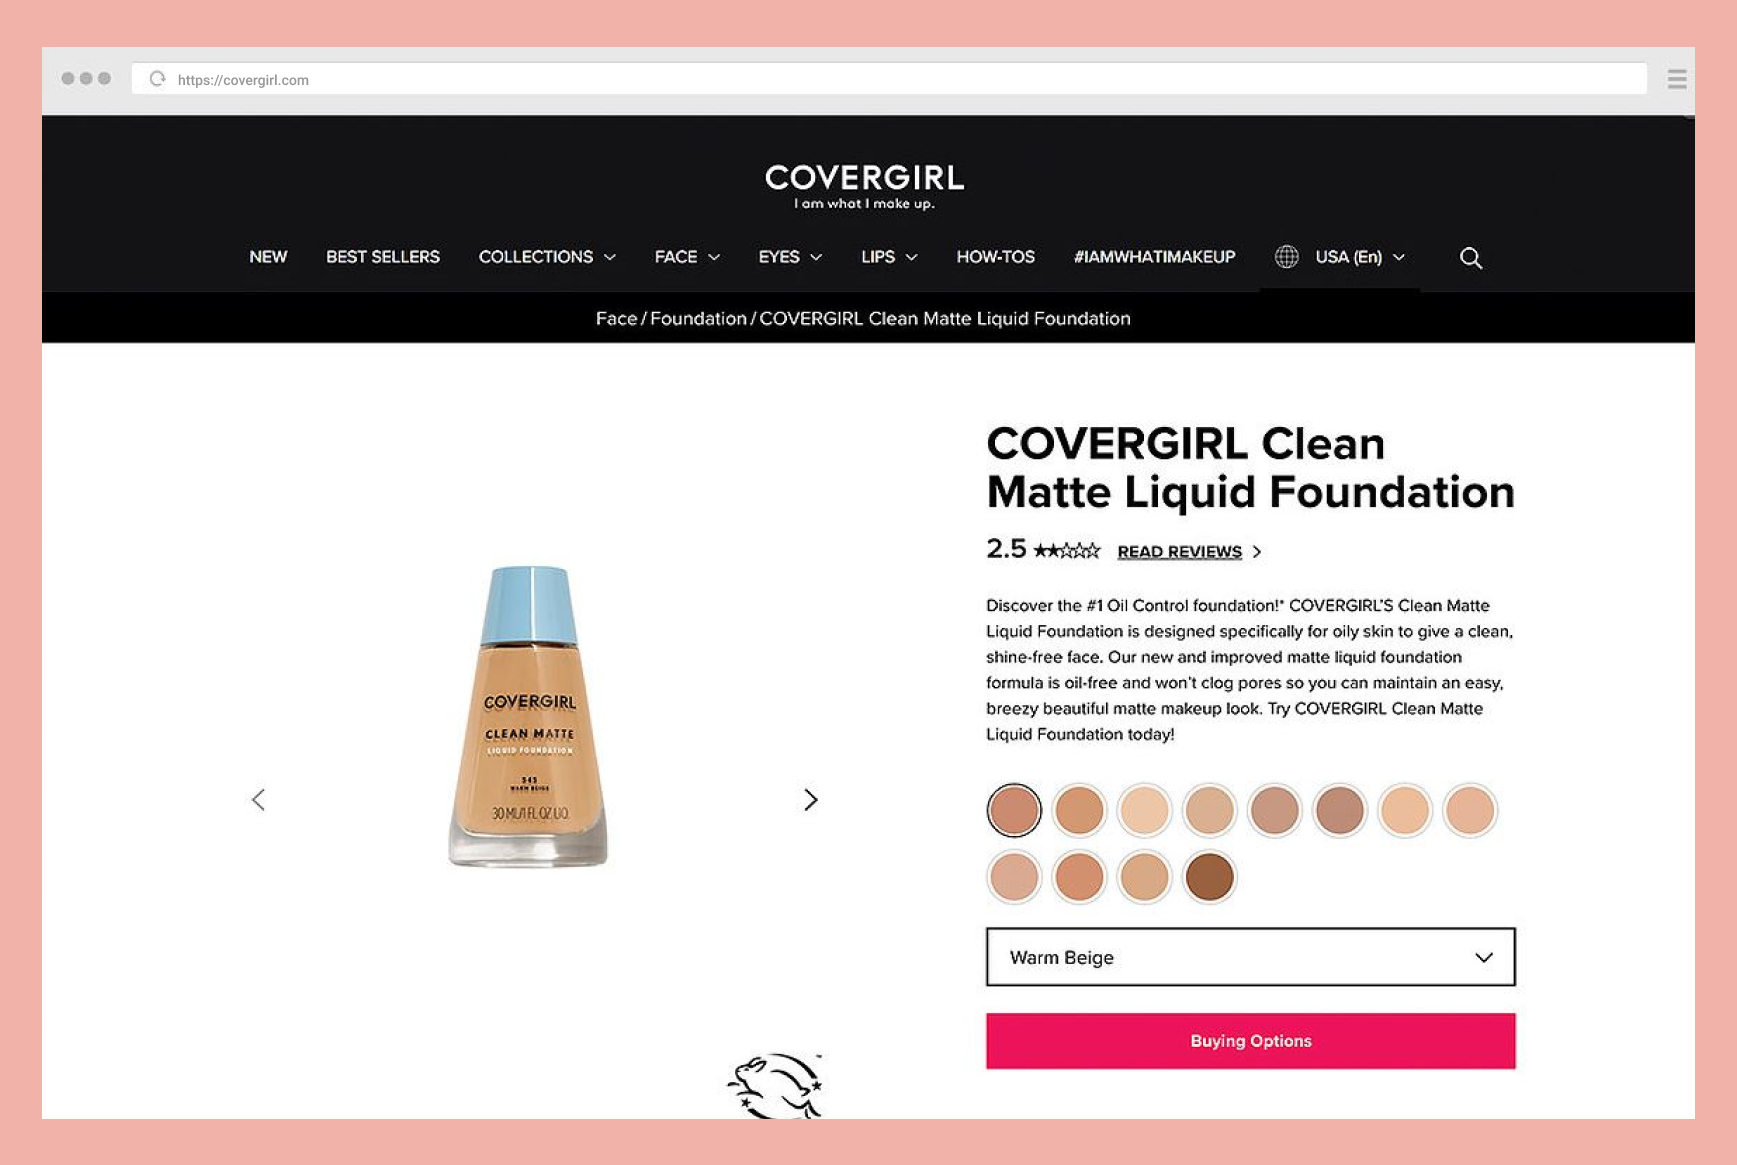 https://covergirl.com
COVERGIRL
I am what I make up.
NEW BEST SELLERS COLLECTIONS FACE EYES LIPS HOW-TOS #IAMWHATIMAKEUP USA (En)
Face / Foundation / COVERGIRL Clean Matte Liquid Foundation
COVERGIRL Clean
Matte Liquid Foundation
2.5 ★★☆☆☆ READ REVIEWS >
Discover the #1 Oil Control foundation!* COVERGIRL'S Clean Matte
Liquid Foundation is designed specifically for oily skin to give a clean,
shine-free face. Our new and improved matte liquid foundation
formula is oil-free and won't clog pores so you can maintain an easy,
breezy beautiful matte makeup look. Try COVERGIRL Clean Matte
Liquid Foundation today!
Warm Beige
Buying Options
COVERGIRL
CLEAN MATTE
LIQUID FOUNDATION
545
WARM BEIGE
30 ML/1 FL OZ LIQ.
™